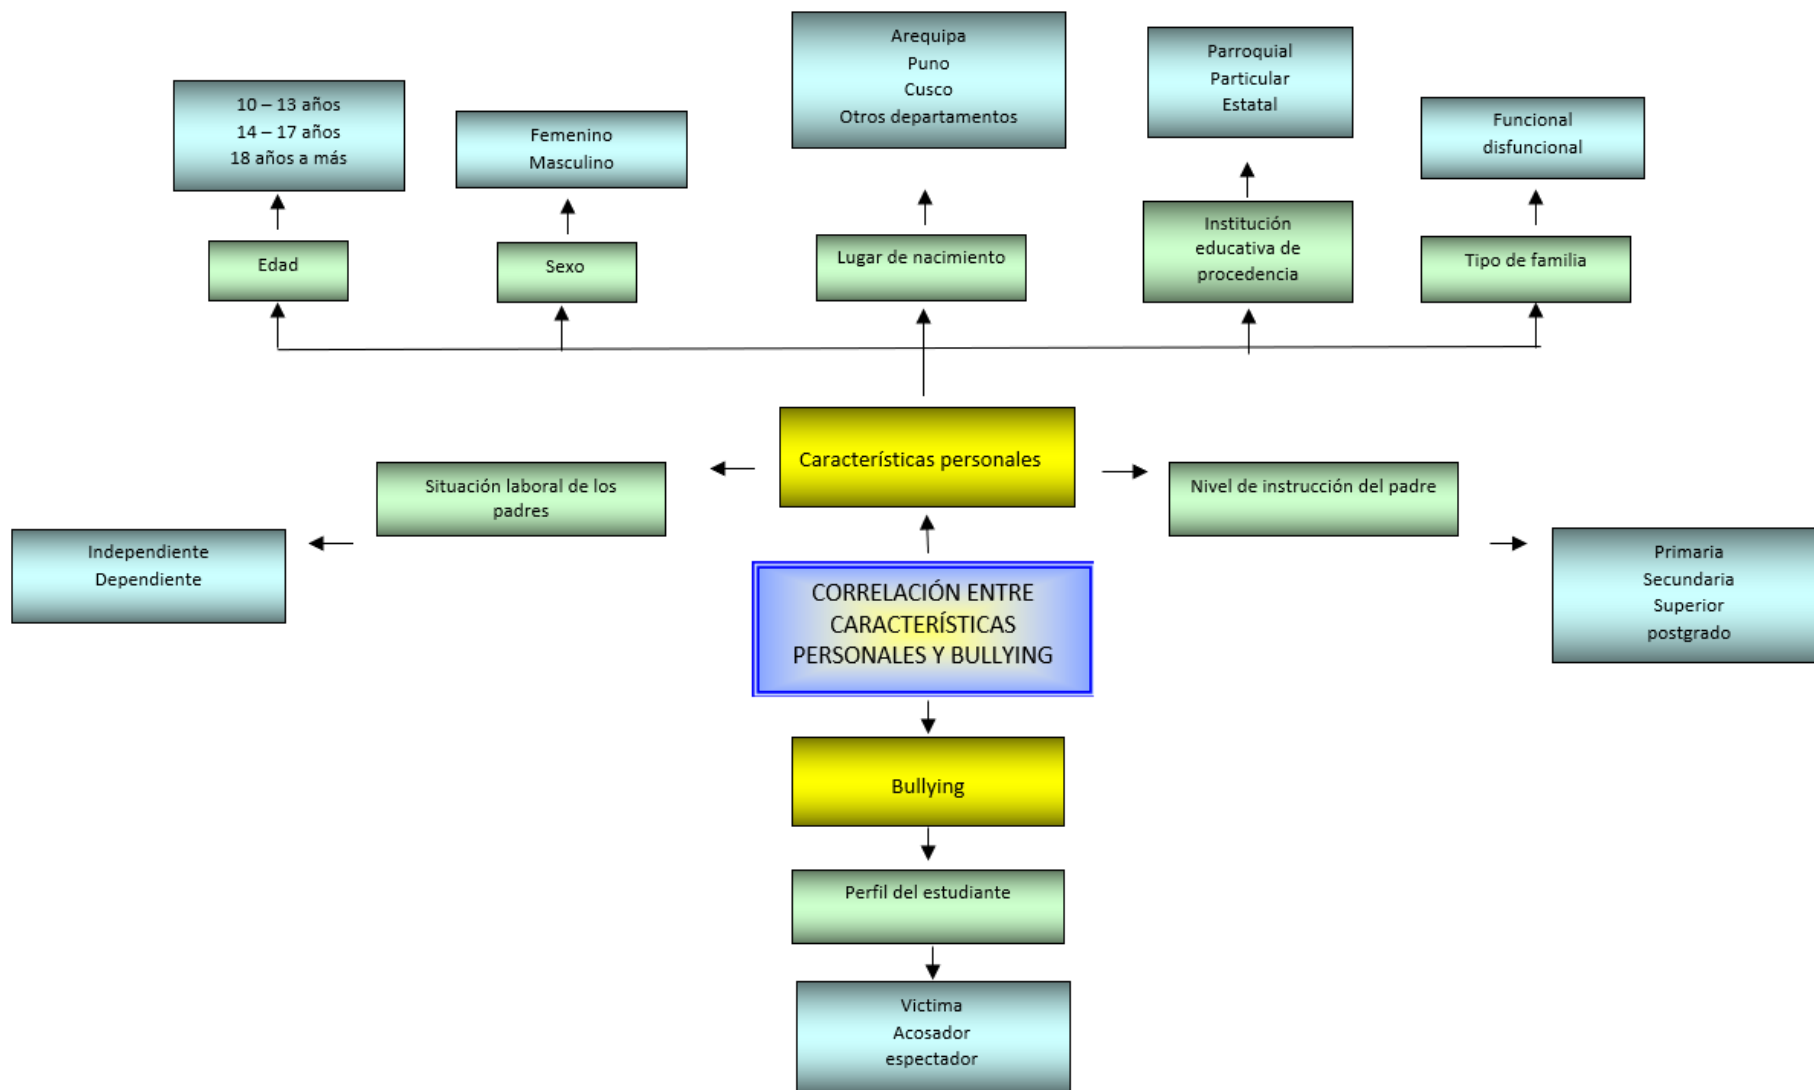 10 – 13 años
14 – 17 años
18 años a más
Femenino
Masculino
Arequipa
Puno
Cusco
Otros departamentos
Parroquial
Particular
Estatal
Funcional
disfuncional
Edad
Sexo
Lugar de nacimiento
Institución
educativa de
procedencia
Tipo de familia
Características personales
Situación laboral de los
padres
Nivel de instrucción del padre
Independiente
Dependiente
Primaria
Secundaria
Superior
postgrado
CORRELACIÓN ENTRE
CARACTERÍSTICAS
PERSONALES Y BULLYING
Bullying
Perfil del estudiante
Victima
Acosador
espectador